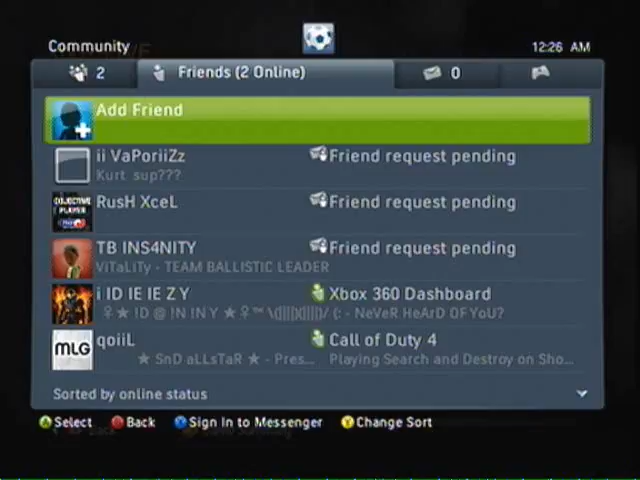 Community
12:26 AM
2
Friends (2 Online)
0
Add Friend
ii VaPoriiZz
Friend request pending
Kurt sup???
OBJECTIVE PLAYER
RusH XceL
Friend request pending
TB INS4NITY
Friend request pending
ViTaLiTy - TEAM BALLISTIC LEADER
i ID IE IE Z Y
Xbox 360 Dashboard
(: - NeVeR HeArD OF YoU?
MLG
qoiiL
Call of Duty 4
★ SnD aLLsTaR ★ - Pres...
Playing Search and Destroy on Sho...
Sorted by online status
A Select
B Back
X Sign In to Messenger
Y Change Sort